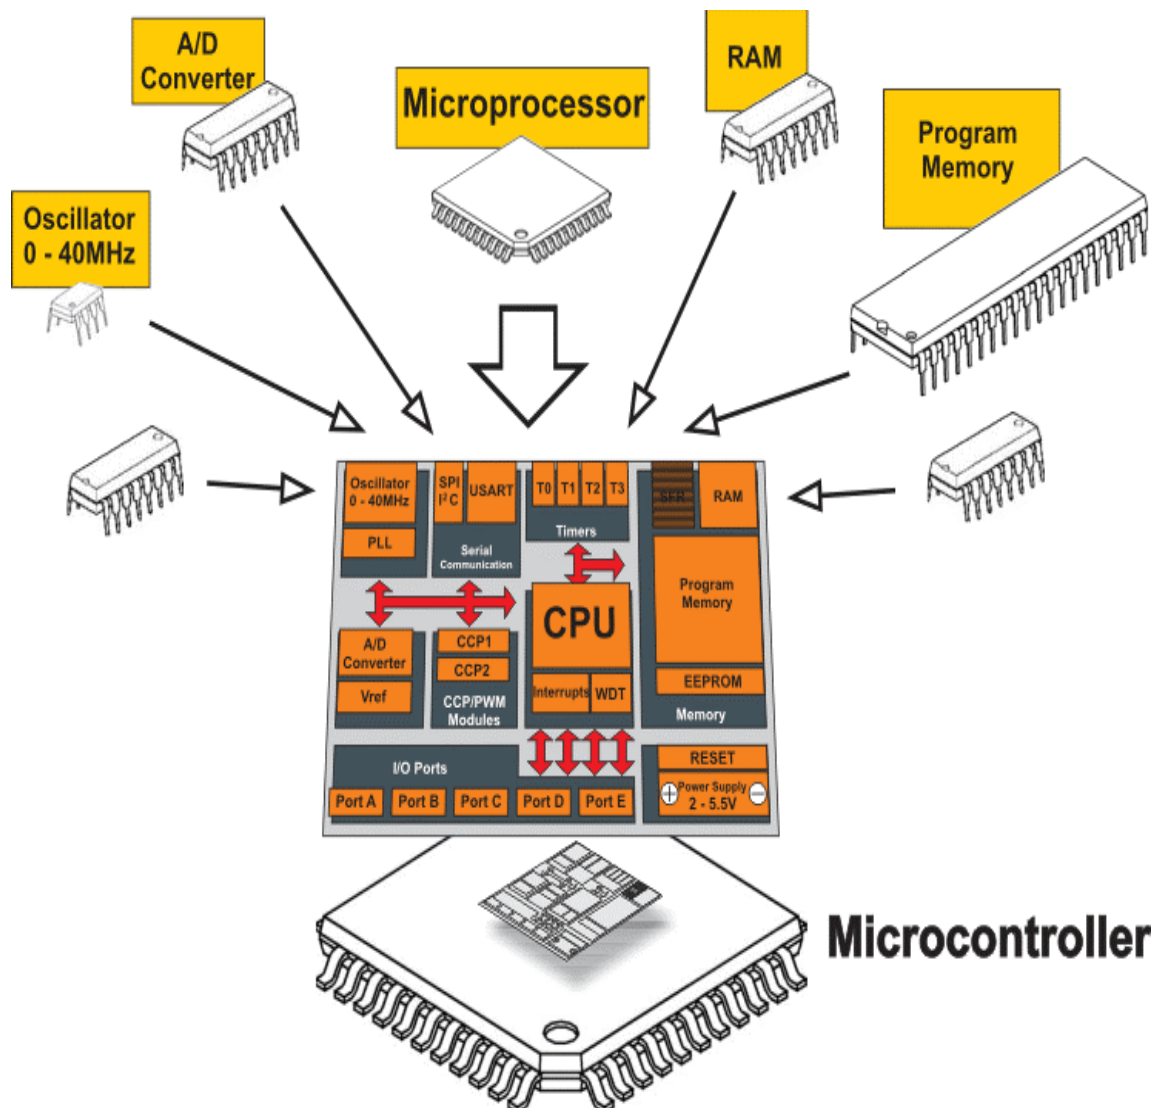 A/D
Converter
Microprocessor
RAM
Program
Memory
Oscillator
0 - 40MHz
Oscillator
0 - 40MHz
PLL
SPI
I²C
USART
Serial
Communication
T0
T1
T2
T3
Timers
SFR
RAM
Program
Memory
EEPROM
Memory
A/D
Converter
Vref
CCP1
CCP2
CCP/PWM
Modules
CPU
Interrupts
WDT
I/O Ports
Port A
Port B
Port C
Port D
Port E
RESET
+ Power Supply −
2 - 5.5V
Microcontroller